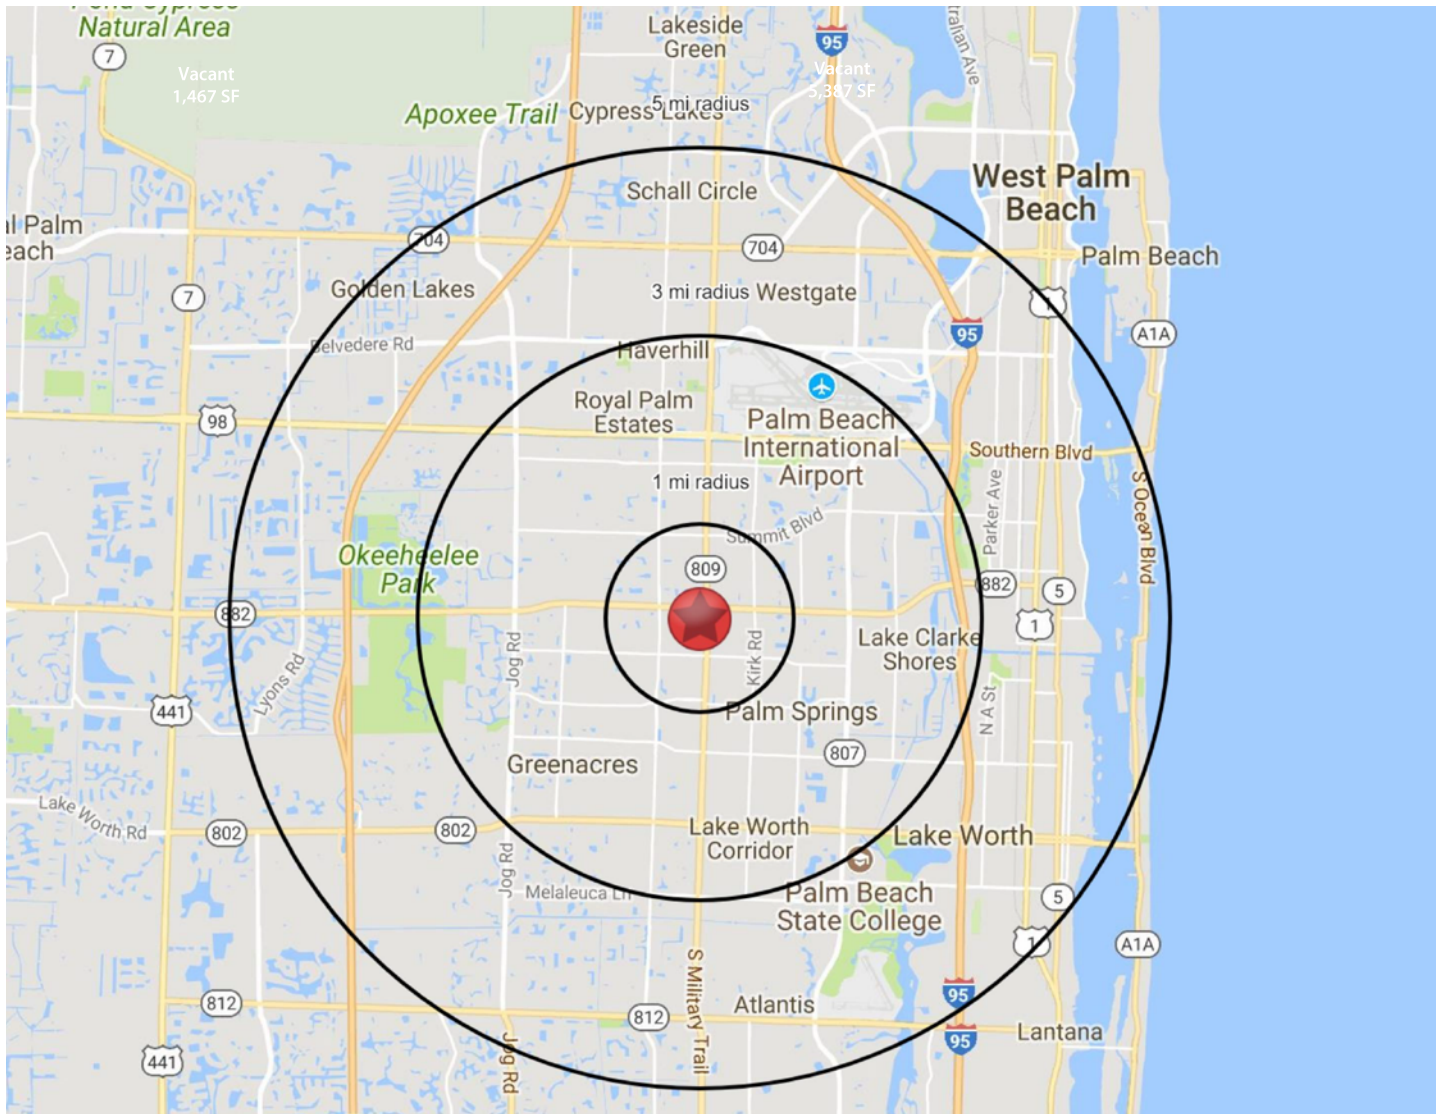 Pond Cypress
Natural Area
7
Vacant
1,467 SF
Lakeside
Green
95
Vacant
5,387 SF
5 mi radius
Apoxee Trail
Cypress Lakes
West Palm
Beach
Schall Circle
al Palm
each
704
704
Palm Beach
Golden Lakes
3 mi radius
Westgate
7
1
95
A1A
Belvedere Rd
Haverhill
Royal Palm
Estates
98
Palm Beach
International
Airport
Southern Blvd
1 mi radius
S Ocean Blvd
Parker Ave
Summit Blvd
Okeeheelee
Park
809
882
882
5
1
Jog Rd
Kirk Rd
Lake Clarke
Shores
Lyons Rd
441
N A St
Palm Springs
807
Greenacres
Lake Worth Rd
802
802
Lake Worth
Corridor
Lake Worth
Jog Rd
Melaleuca Ln
Palm Beach
State College
5
1
A1A
S Military Trail
812
812
Atlantis
95
95
Lantana
441
Jog Rd